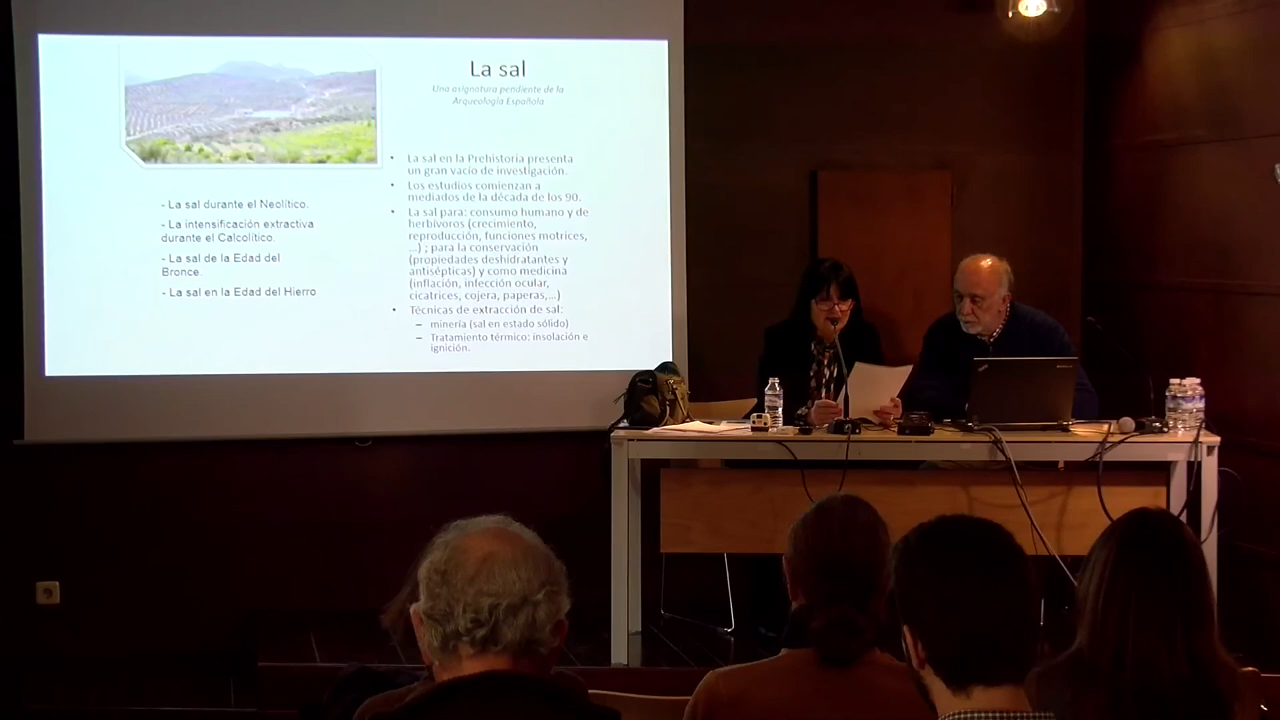 La sal
Una asignatura pendiente de la
Arqueología Española
- La sal durante el Neolítico.
- La intensificación extractiva
durante el Calcolítico.
- La sal de la Edad del
Bronce.
- La sal en la Edad del Hierro
• La sal en la Prehistoria presenta
un gran vacío de investigación.
• Los estudios comienzan a
mediados de la década de los 90.
• La sal para: consumo humano y de
herbívoros (crecimiento,
reproducción, funciones motrices,
...) ; para la conservación
(propiedades deshidratantes y
antisépticas) y como medicina
(inflación, infección ocular,
cicatrices, cojera, paperas,...)
• Técnicas de extracción de sal:
– minería (sal en estado sólido)
– Tratamiento térmico: insolación e
ignición.